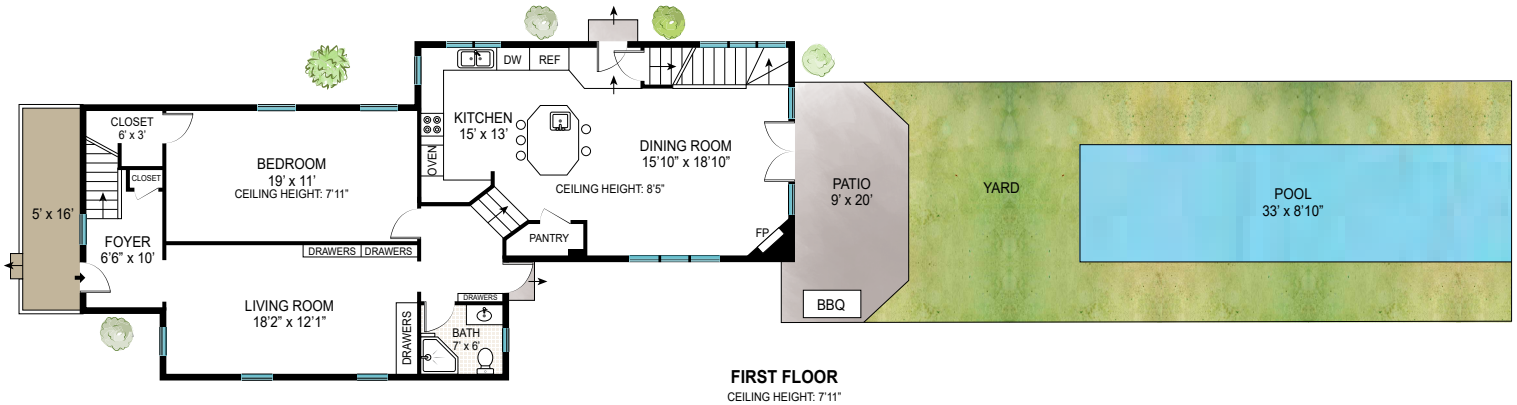 CLOSET
6' x 3'
CLOSET
5' x 16'
FOYER
6'6" x 10'
BEDROOM
19' x 11'
CEILING HEIGHT: 7'11"
DRAWERS
DRAWERS
LIVING ROOM
18'2" x 12'1"
DRAWERS
DRAWERS
BATH
7' x 6'
DW
REF
KITCHEN
15' x 13'
OVEN
DINING ROOM
15'10" x 18'10"
CEILING HEIGHT: 8'5"
PANTRY
FP
PATIO
9' x 20'
BBQ
YARD
POOL
33' x 8'10"
FIRST FLOOR
CEILING HEIGHT: 7'11"